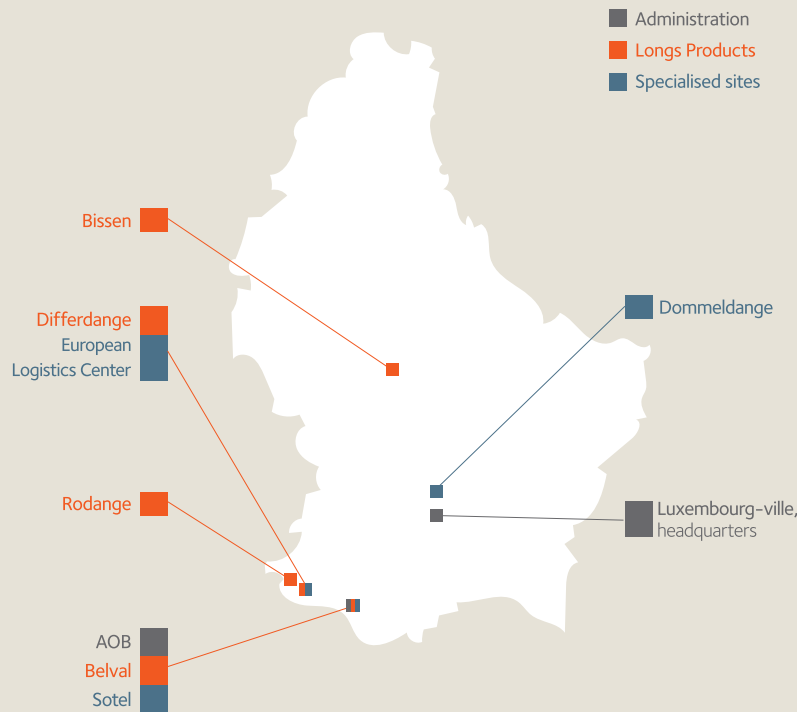 Administration
Longs Products
Specialised sites
Bissen
Differdange
European
Logistics Center
Dommeldange
Rodange
Luxembourg-ville,
headquarters
AOB
Belval
Sotel